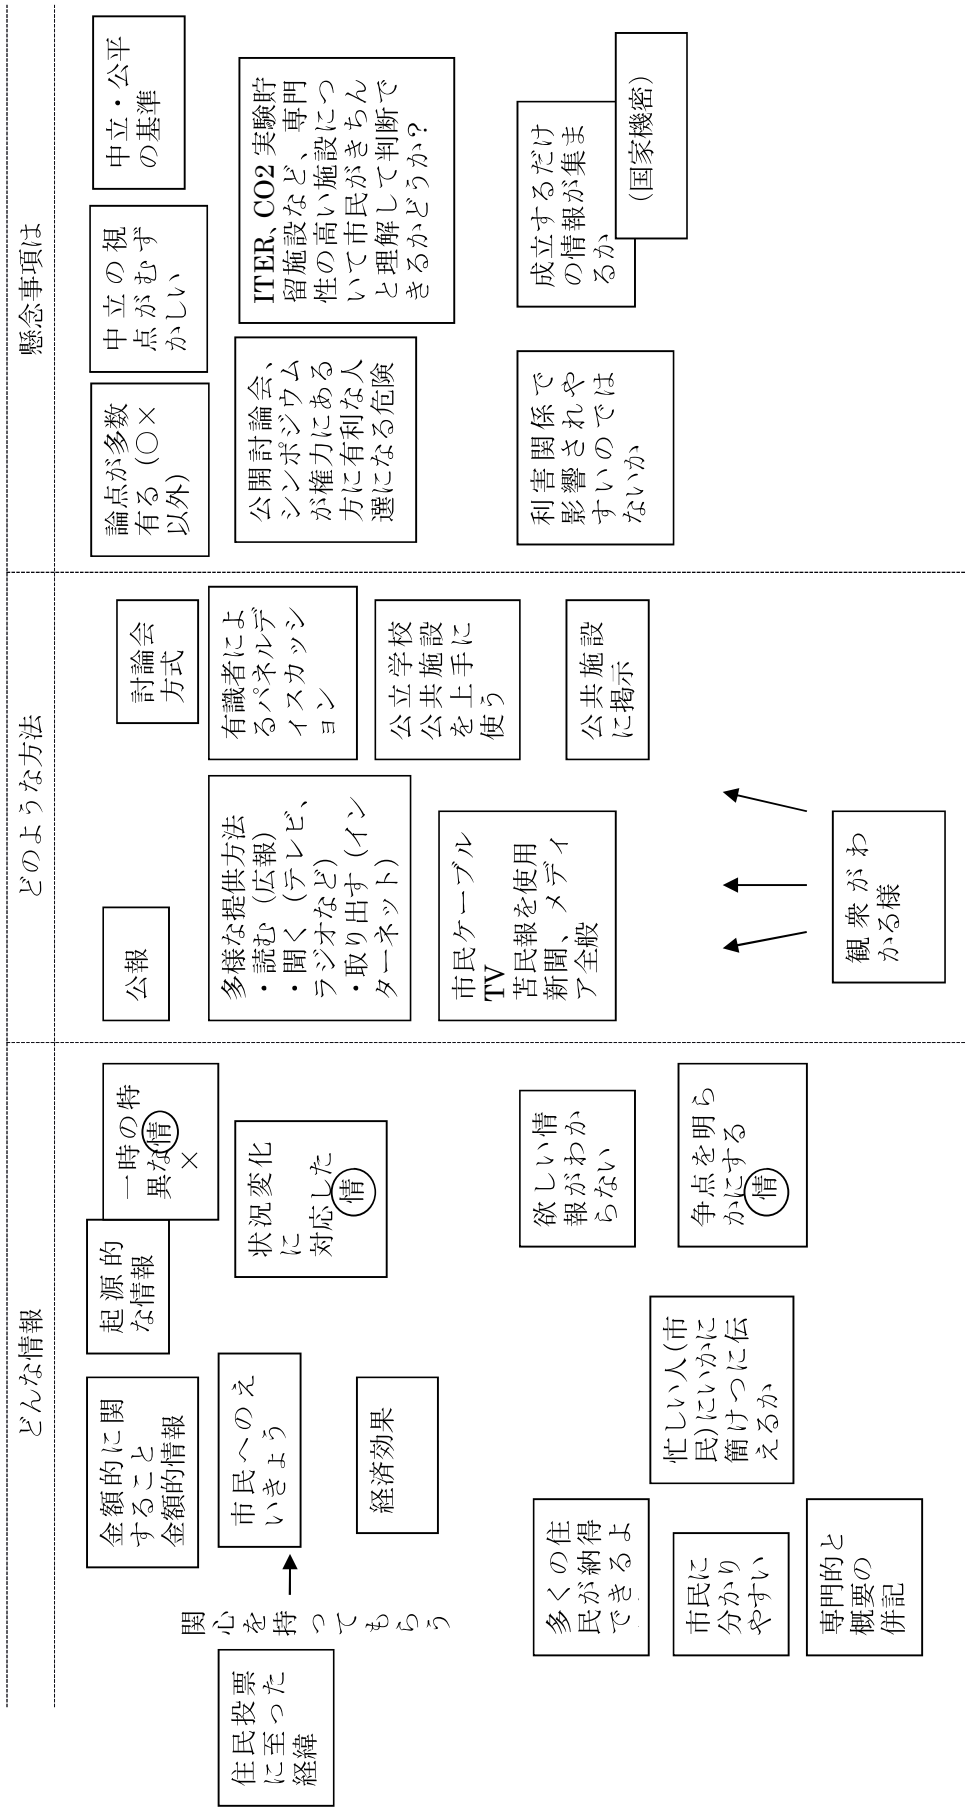 どんな情報
どのような方法
懸念事項は
住民投票
に至った
経緯
関心を持ってもらう
金額的に関
すること
金額的情報
起源的
な情報
一時の特
異な情
×
市民へのえ
いきょう
状況変化
に
対応した
情
経済効果
多くの住
民が納得
できるよ
欲しい情
報がわか
らない
忙しい人(市
民)にいかに
簡けつに伝
えるか
争点を明ら
かにする
情
市民に
分かり
やすい
専門的と
概要の
併記
公報
討論会
方式
多様な提供方法
・読む（広報）
・聞く（テレビ、
ラジオなど）
・取り出す（イン
ターネット）
有識者によ
るパネルデ
ィスカッシ
ョン
市民ケーブル
TV
苫民報を使用
新聞、メディ
ア全般
公立学校
公共施設
を上手に
使う
公共施設
に掲示
観衆がわ
かる様
論点が多数
有る（○×
以外）
中立の視
点がむず
かしい
中立・公平
の基準
公開討論会、
シンポジウム
が権力にある
方に有利な人
選になる危険
ITER、CO2 実験貯
留施設など、専門
性の高い施設につ
いて市民がきちん
と理解して判断で
きるかどうか？
利害関係で
影響されや
すいのでは
ないか
成立するだけ
の情報が集ま
るか
(国家機密)